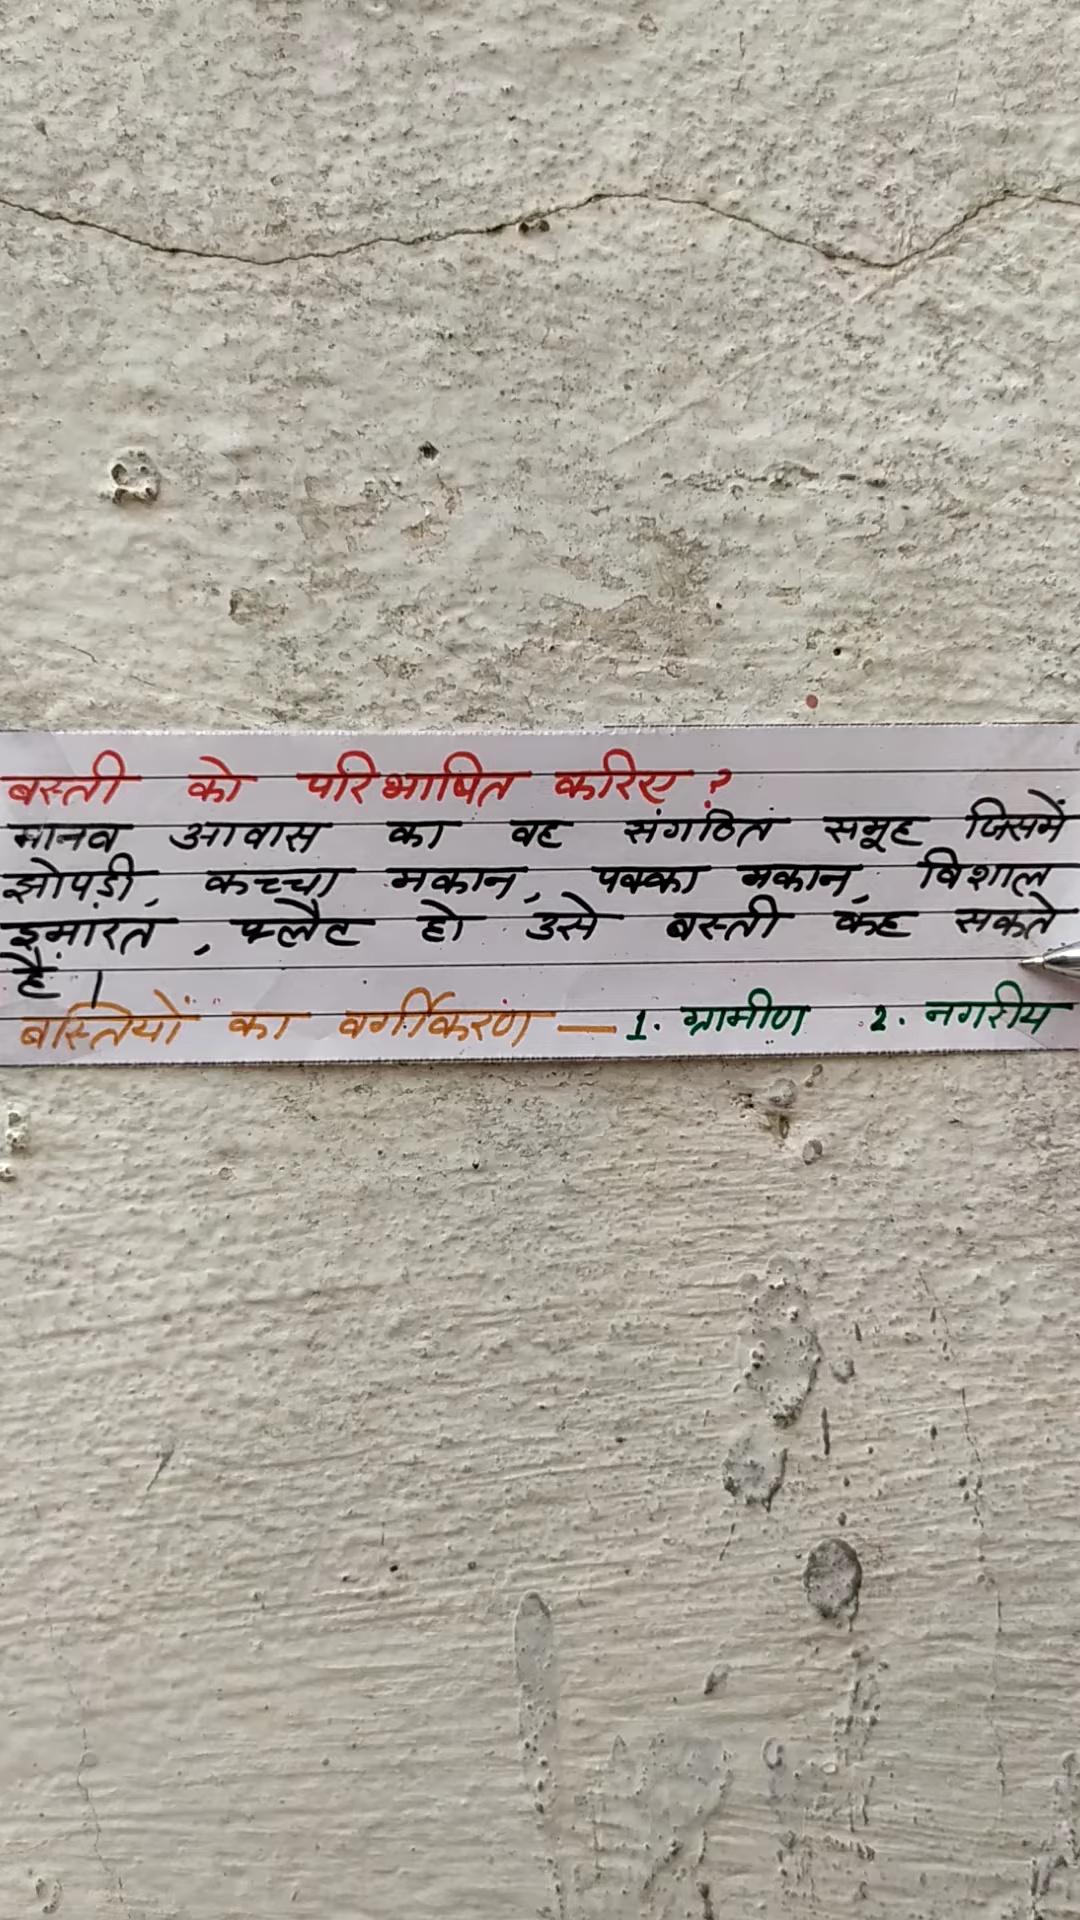 बस्ती को परिभाषित करिए ?
मानव आवास का वह संगठित समूह जिसमें
झोपड़ी, कच्चा मकान, पक्का मकान, विशाल
इमारत , फ्लैट हो उसे बस्ती कह सकते
हैं ।
बस्तियों का वर्गीकरण — 1. ग्रामीण 2. नगरीय